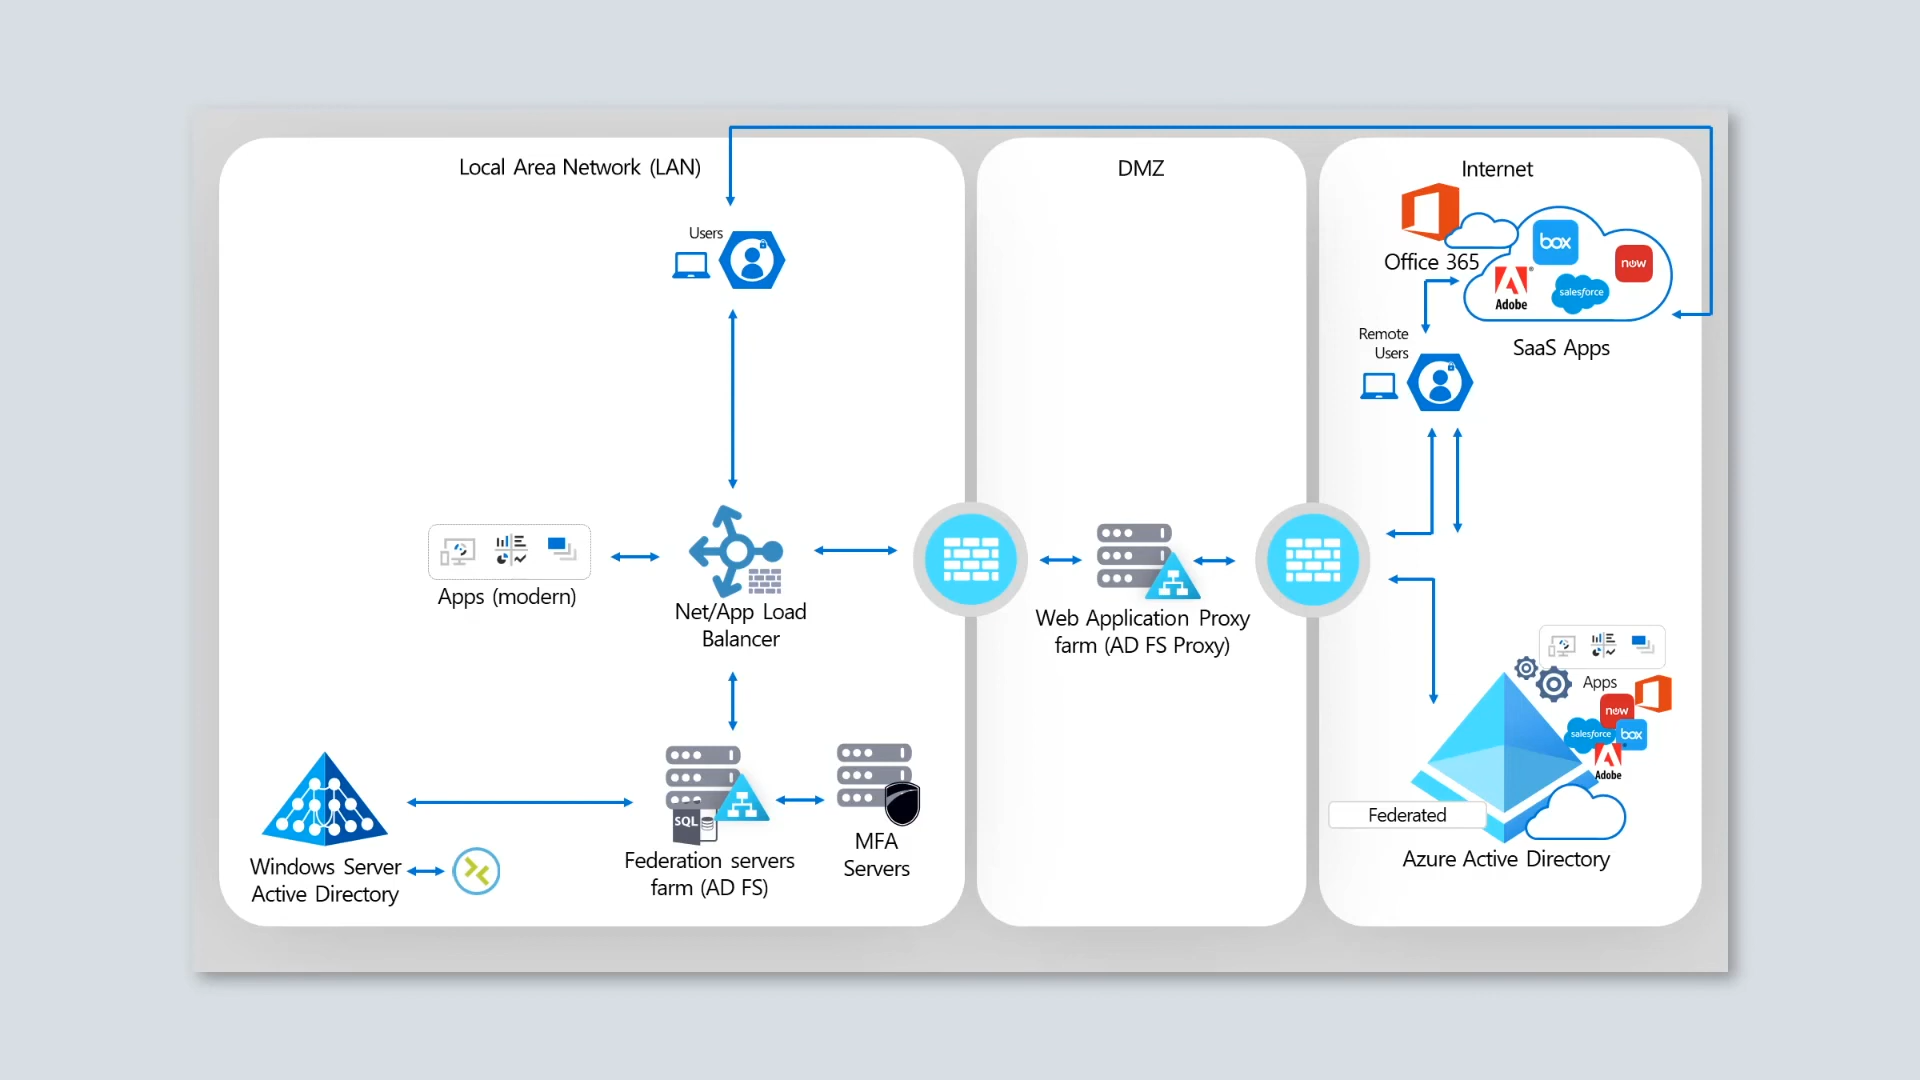 Local Area Network (LAN)
DMZ
Internet
Users
Office 365
box
now
Adobe
salesforce
SaaS Apps
Remote
Users
Apps (modern)
Net/App Load
Balancer
Web Application Proxy
farm (AD FS Proxy)
Apps
now
salesforce
box
Adobe
Federated
Azure Active Directory
SQL
Federation servers
farm (AD FS)
MFA
Servers
Windows Server
Active Directory